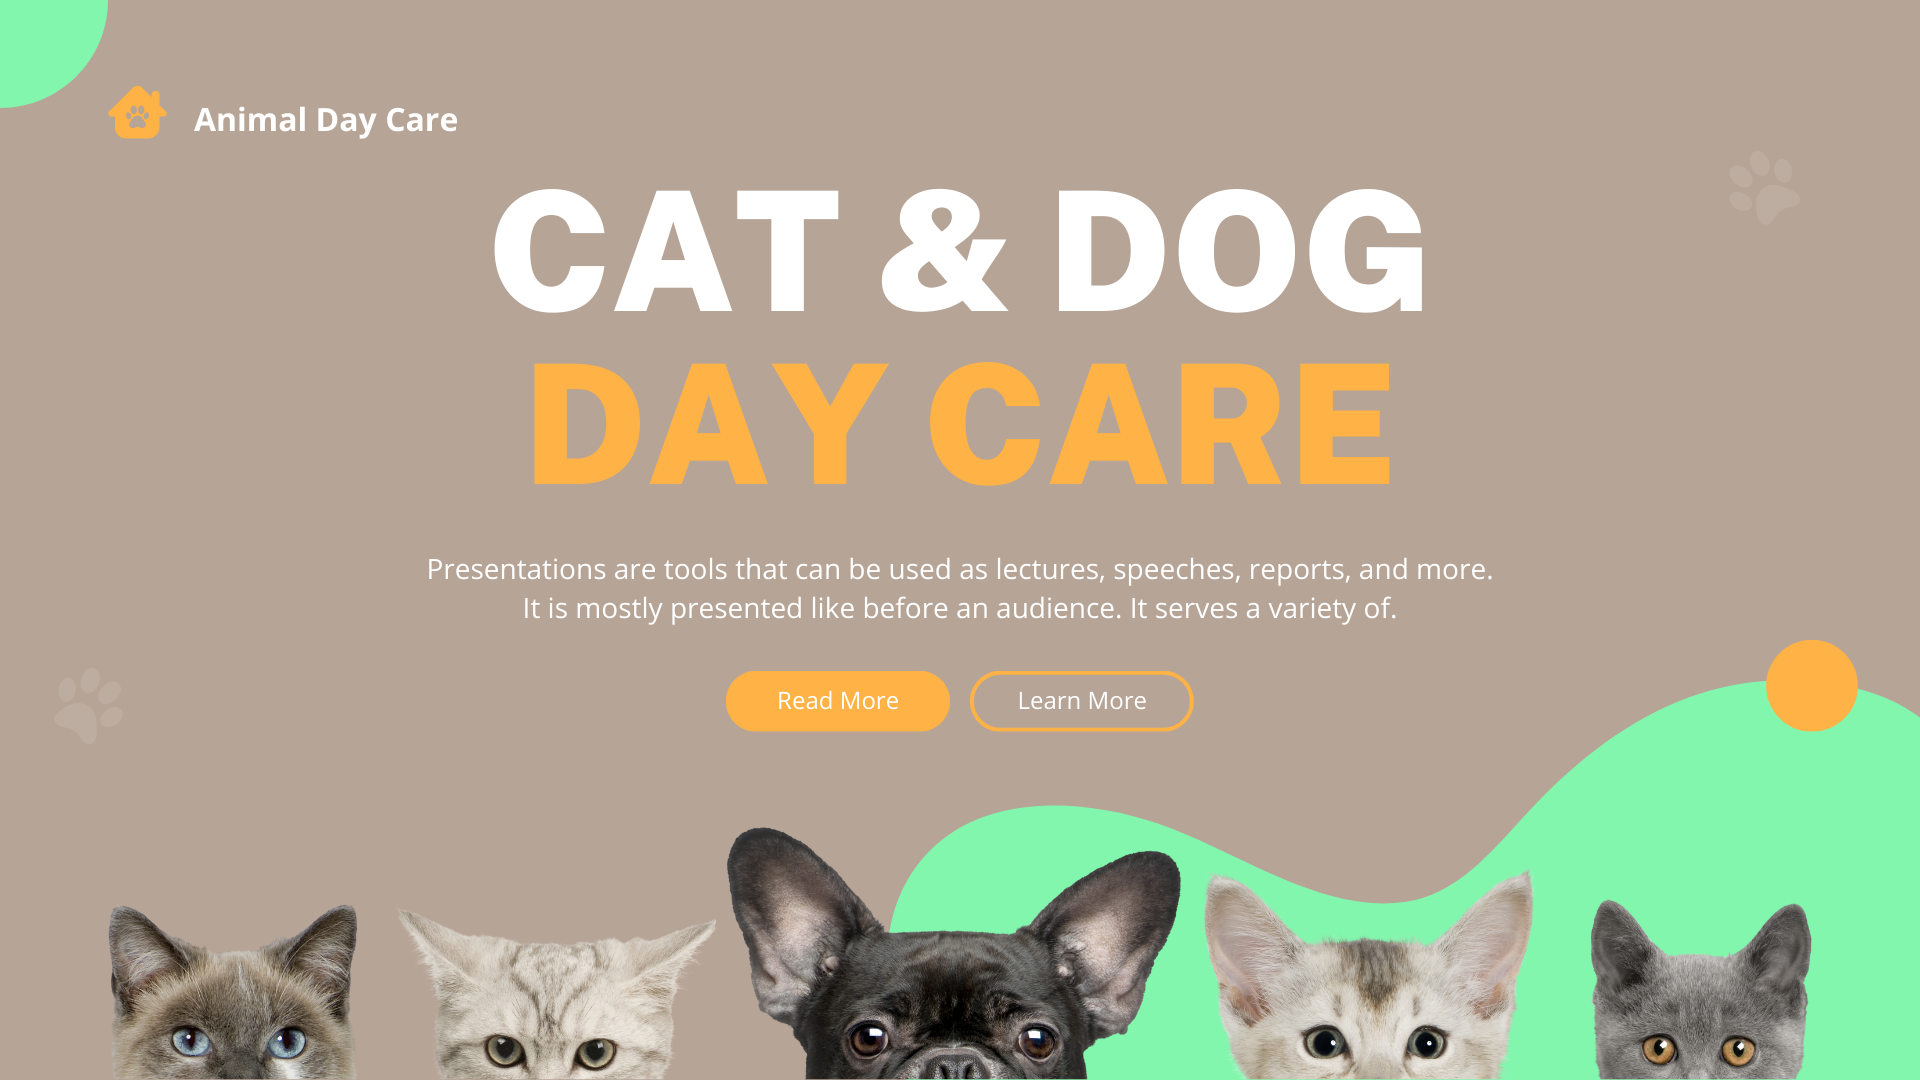 Animal Day Care
CAT & DOG
DAY CARE
Presentations are tools that can be used as lectures, speeches, reports, and more.
It is mostly presented like before an audience. It serves a variety of.
Read More
Learn More